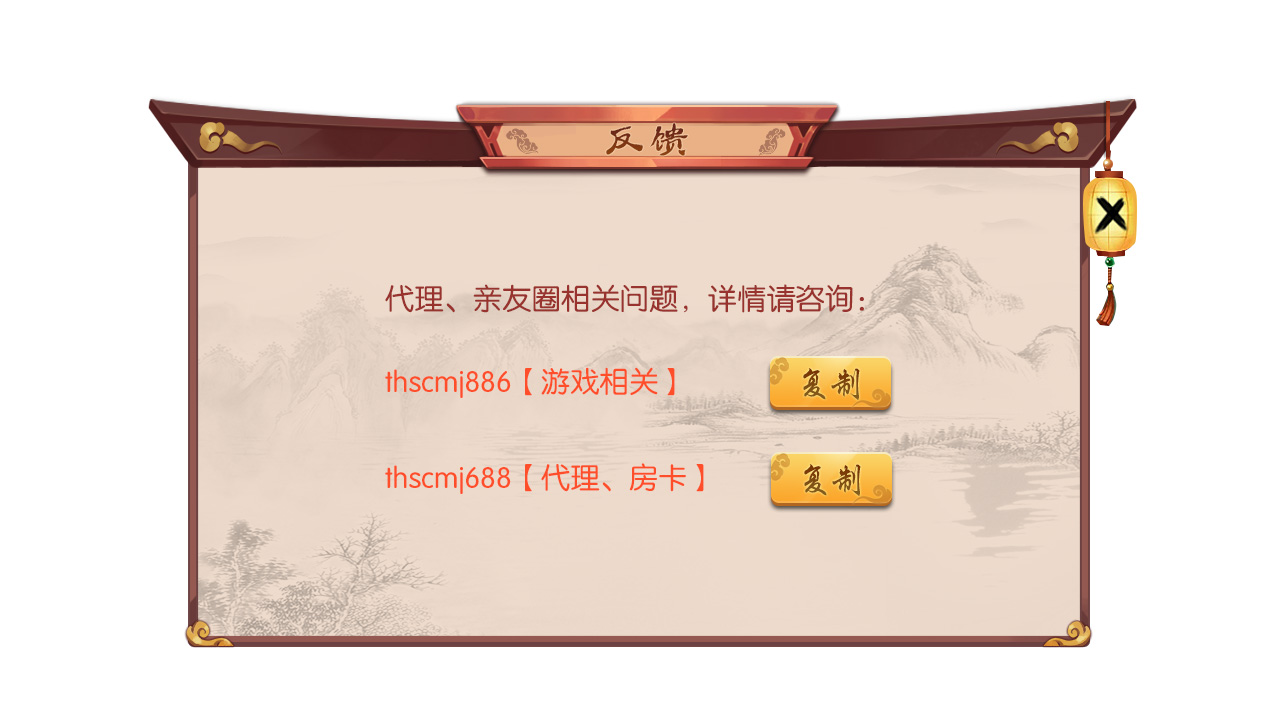 反馈
代理、亲友圈相关问题，详情请咨询：
thscmj886【游戏相关】
复制
thscmj688【代理、房卡】
复制